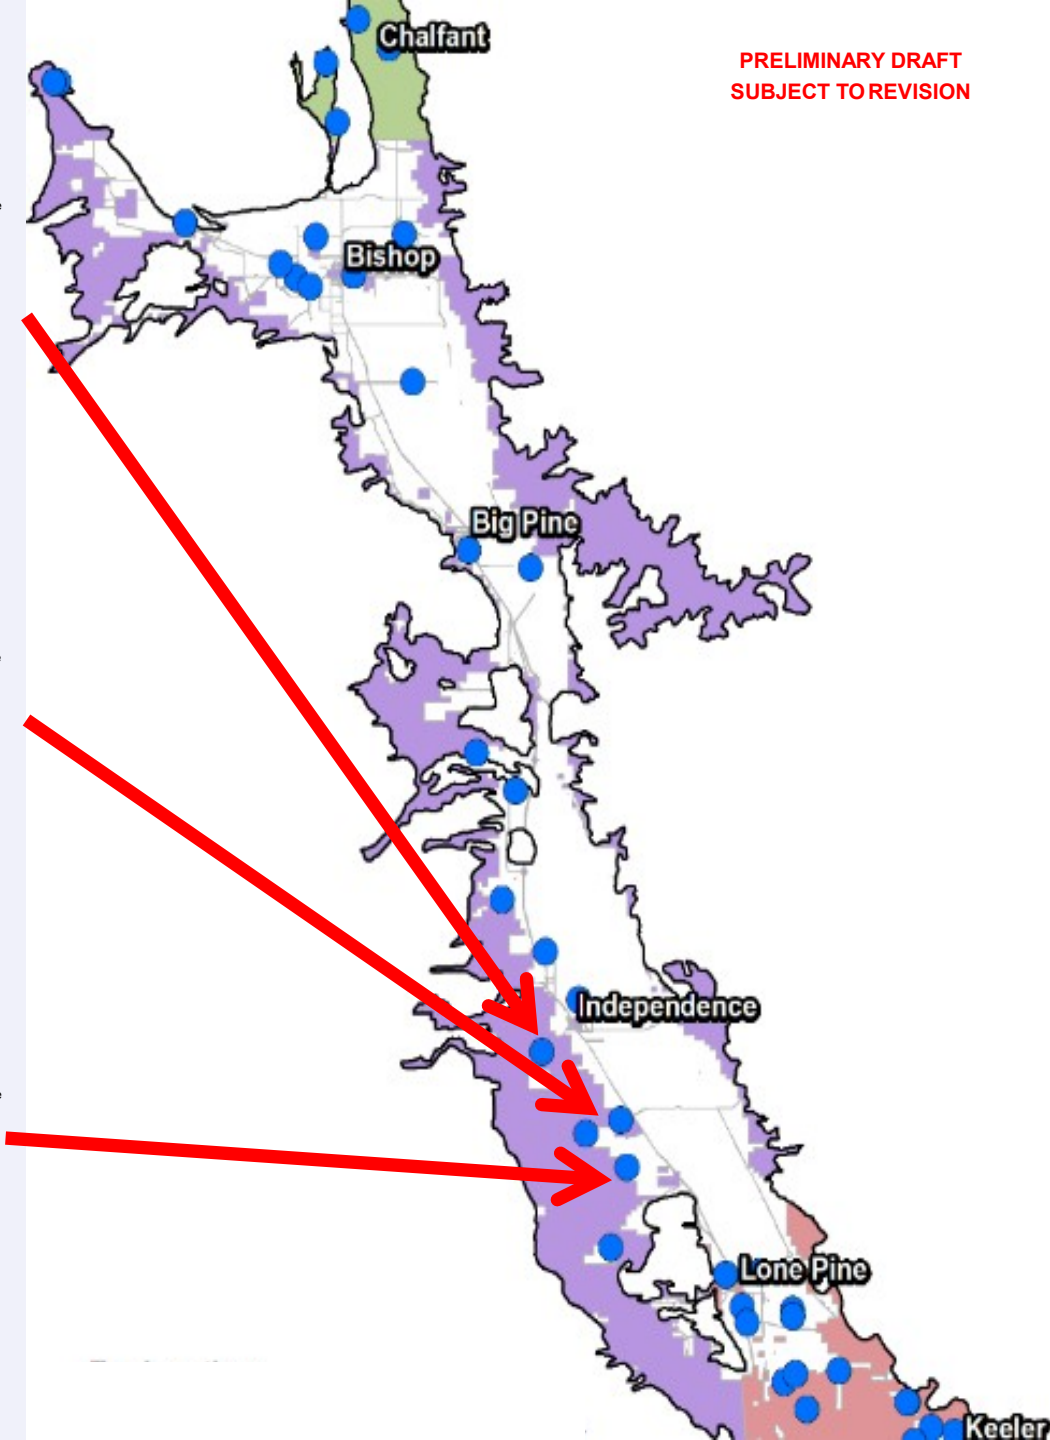 Chalfant
PRELIMINARY DRAFT
SUBJECT TO REVISION
Bishop
Big Pine
Independence
Lone Pine
Keeler